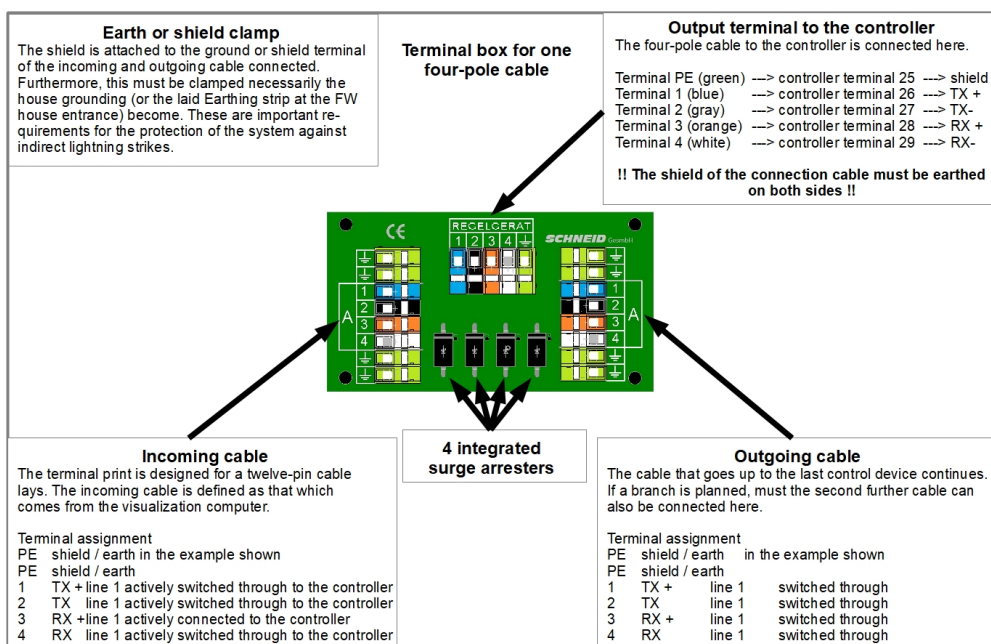 Earth or shield clamp
The shield is attached to the ground or shield terminal
of the incoming and outgoing cable connected.
Furthermore, this must be clamped necessarily the
house grounding (or the laid Earthing strip at the FW
house entrance) become. These are important re-
quirements for the protection of the system against
indirect lightning strikes.
Terminal box for one
four-pole cable
Output terminal to the controller
The four-pole cable to the controller is connected here.
Terminal PE (green) ---> controller terminal 25 ---> shield
Terminal 1 (blue) ---> controller terminal 26 ---> TX +
Terminal 2 (gray) ---> controller terminal 27 ---> TX-
Terminal 3 (orange) ---> controller terminal 28 ---> RX +
Terminal 4 (white) ---> controller terminal 29 ---> RX-
!! The shield of the connection cable must be earthed
on both sides !!
CE
REGELGERAT
1 2 3 4
SCHNEID GesmbH
A
1
2
3
4
1
2
3
4
A
4 integrated
surge arresters
Incoming cable
The terminal print is designed for a twelve-pin cable
lays. The incoming cable is defined as that which
comes from the visualization computer.
Terminal assignment
PE shield / earth in the example shown
PE shield / earth
1 TX + line 1 actively switched through to the controller
2 TX line 1 actively switched through to the controller
3 RX + line 1 actively connected to the controller
4 RX line 1 actively switched through to the controller
Outgoing cable
The cable that goes up to the last control device continues.
If a branch is planned, must the second further cable can
also be connected here.
Terminal assignment
PE shield / earth in the example shown
PE shield / earth
1 TX + line 1 switched through
2 TX line 1 switched through
3 RX + line 1 switched through
4 RX line 1 switched through